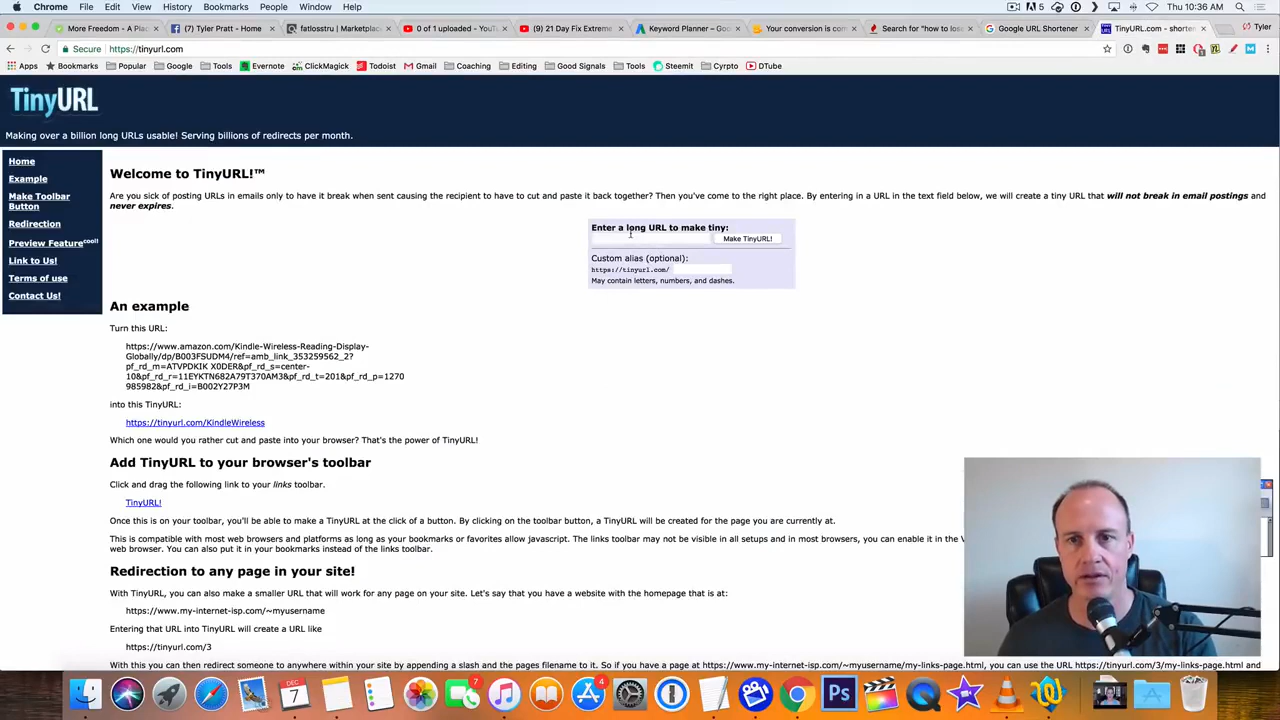 Chrome File Edit View History Bookmarks People Window Help 5 Thu 10:36 AM
More Freedom - A Plac (7) Tyler Pratt - Home fatlosstru | Marketplace 0 of 1 uploaded - YouTu (9) 21 Day Fix Extreme Keyword Planner – Goo Your conversion is com Search for "how to lose Google URL Shortener TinyURL.com - shorten Tyler
Secure https://tinyurl.com
Apps Bookmarks Popular Google Tools Evernote ClickMagick Todoist Gmail Coaching Editing Good Signals Tools Steemit Cyrpto DTube
TinyURL
Making over a billion long URLs usable! Serving billions of redirects per month.
Home
Example
Make Toolbar
Button
Redirection
Preview Feature cool!
Link to Us!
Terms of use
Contact Us!
Welcome to TinyURL!™
Are you sick of posting URLs in emails only to have it break when sent causing the recipient to have to cut and paste it back together? Then you've come to the right place. By entering in a URL in the text field below, we will create a tiny URL that will not break in email postings and
never expires.
Enter a long URL to make tiny:
Make TinyURL!
Custom alias (optional):
https://tinyurl.com/
May contain letters, numbers, and dashes.
An example
Turn this URL:
https://www.amazon.com/Kindle-Wireless-Reading-Display-
Globally/dp/B003FSUDM4/ref=amb_link_353259562_2?
pf_rd_m=ATVPDKIK X0DER&pf_rd_s=center-
10&pf_rd_r=11EYKTN682A79T370AM3&pf_rd_t=201&pf_rd_p=1270
985982&pf_rd_i=B002Y27P3M
into this TinyURL:
https://tinyurl.com/KindleWireless
Which one would you rather cut and paste into your browser? That's the power of TinyURL!
Add TinyURL to your browser's toolbar
Click and drag the following link to your links toolbar.
TinyURL!
Once this is on your toolbar, you'll be able to make a TinyURL at the click of a button. By clicking on the toolbar button, a TinyURL will be created for the page you are currently at.
This is compatible with most web browsers and platforms as long as your bookmarks or favorites allow javascript. The links toolbar may not be visible in all setups and in most browsers, you can enable it in the V
web browser. You can also put it in your bookmarks instead of the links toolbar.
Redirection to any page in your site!
With TinyURL, you can also make a smaller URL that will work for any page on your site. Let's say that you have a website with the homepage that is at:
https://www.my-internet-isp.com/~myusername
Entering that URL into TinyURL will create a URL like
https://tinyurl.com/3
With this you can then redirect someone to anywhere within your site by appending a slash and the pages filename to it. So if you have a page at https://www.my-internet-isp.com/~myusername/my-links-page.html, you can use the URL https://tinyurl.com/3/my-links-page.html and
DEC
7
7
4
Ps